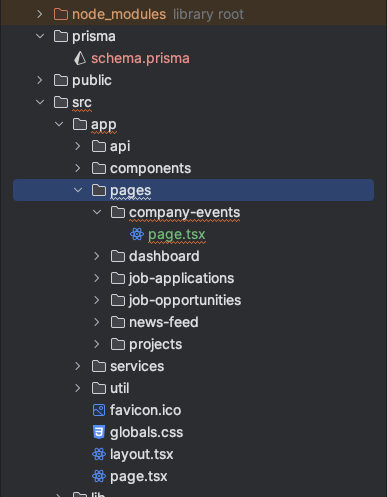 node_modules library root
prisma
schema.prisma
public
src
app
api
components
pages
company-events
page.tsx
dashboard
job-applications
job-opportunities
news-feed
projects
services
util
favicon.ico
globals.css
layout.tsx
page.tsx
lib